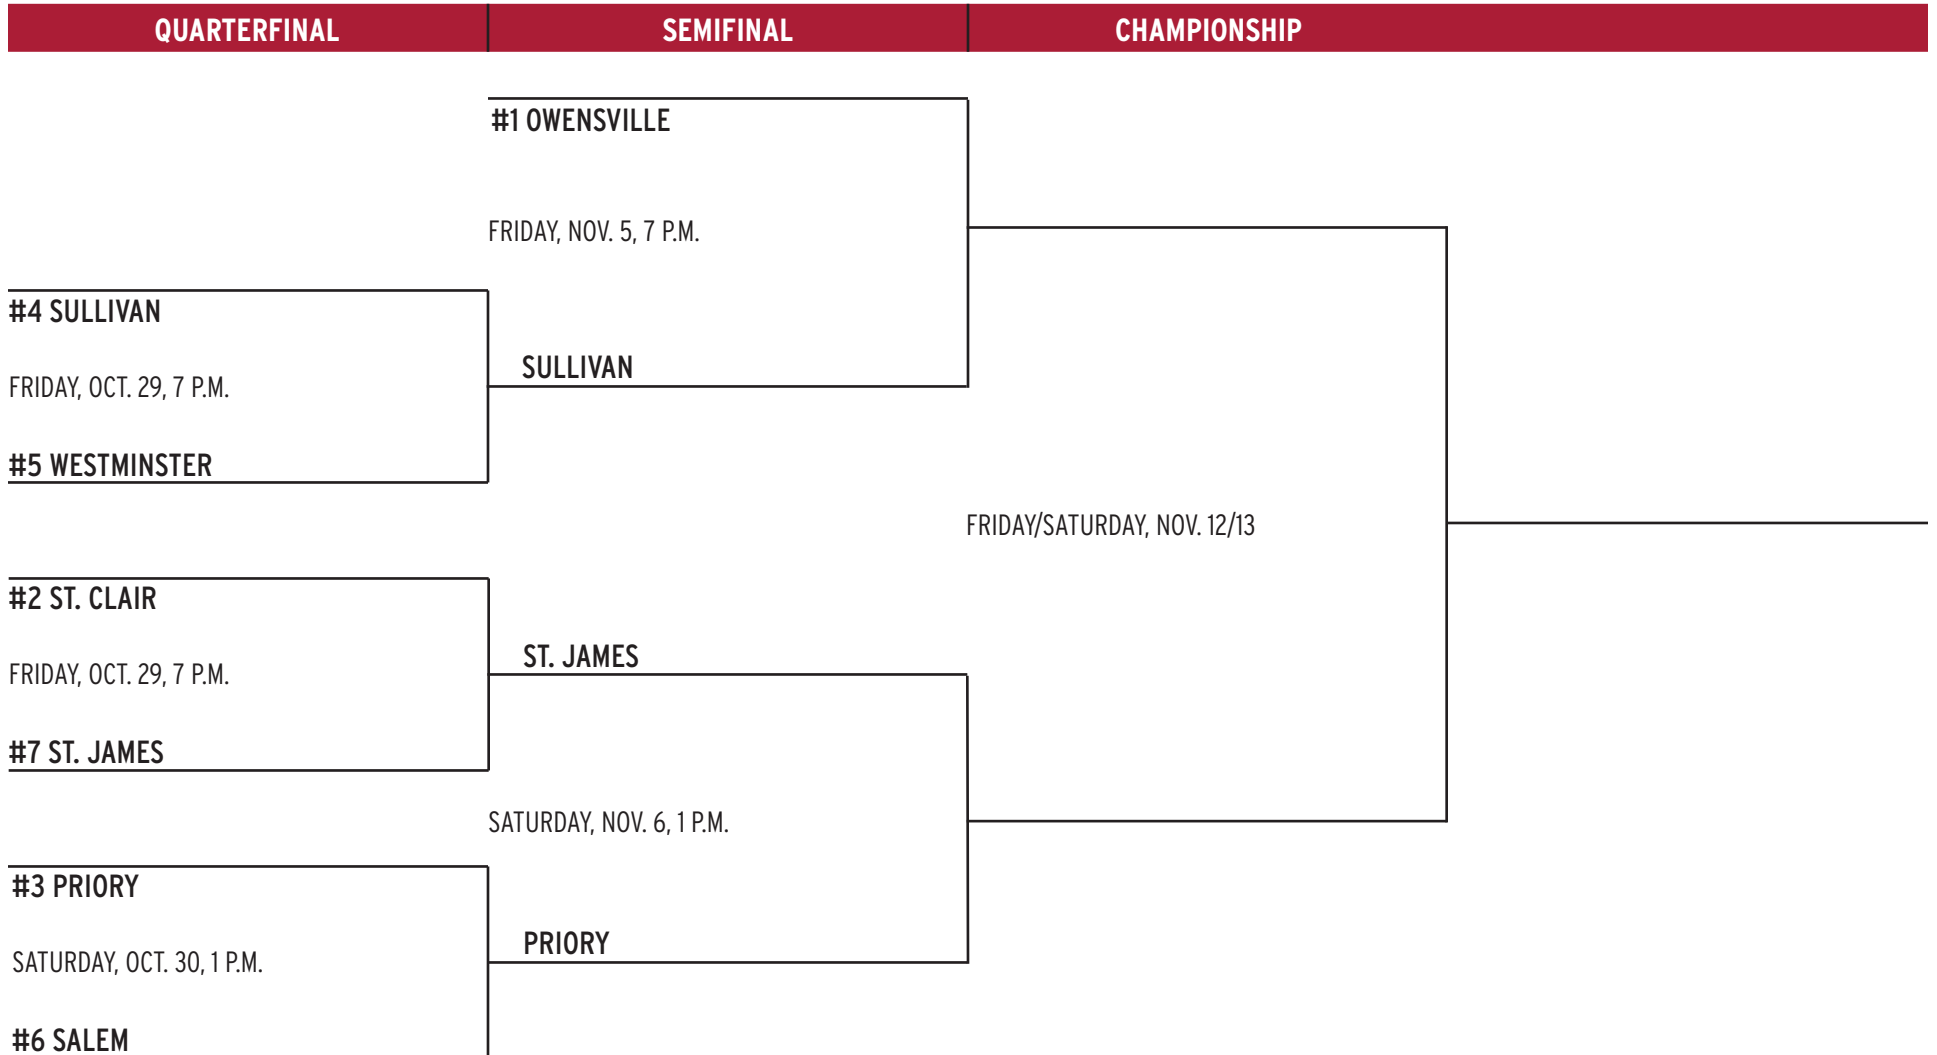 QUARTERFINAL SEMIFINAL CHAMPIONSHIP
#1 OWENSVILLE
FRIDAY, NOV. 5, 7 P.M.
#4 SULLIVAN
SULLIVAN
FRIDAY, OCT. 29, 7 P.M.
#5 WESTMINSTER
FRIDAY/SATURDAY, NOV. 12/13
#2 ST. CLAIR
ST. JAMES
FRIDAY, OCT. 29, 7 P.M.
#7 ST. JAMES
SATURDAY, NOV. 6, 1 P.M.
#3 PRIORY
PRIORY
SATURDAY, OCT. 30, 1 P.M.
#6 SALEM